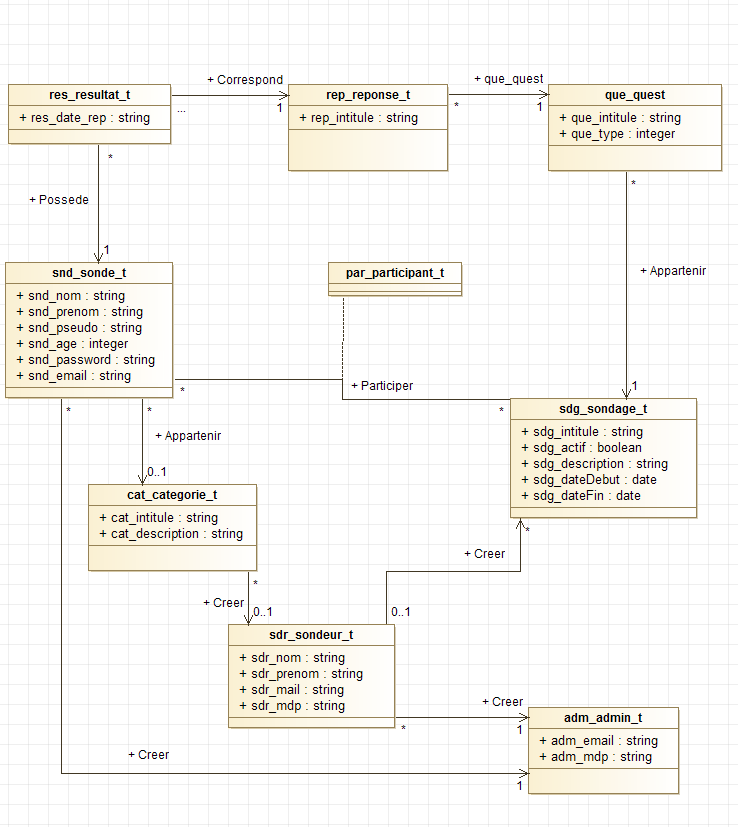 + Correspond
+ que_quest
res_resultat_t
+ res_date_rep : string
...
1
rep_reponse_t
+ rep_intitule : string
*
1
que_quest
+ que_intitule : string
+ que_type : integer
*
+ Possede
1
*
+ Appartenir
1
snd_sonde_t
+ snd_nom : string
+ snd_prenom : string
+ snd_pseudo : string
+ snd_age : integer
+ snd_password : string
+ snd_email : string
par_participant_t
*
+ Participer
*
sdg_sondage_t
+ sdg_intitule : string
+ sdg_actif : boolean
+ sdg_description : string
+ sdg_dateDebut : date
+ sdg_dateFin : date
*
*
+ Appartenir
0..1
cat_categorie_t
+ cat_intitule : string
+ cat_description : string
*
+ Creer
*
+ Creer
0..1
0..1
sdr_sondeur_t
+ sdr_nom : string
+ sdr_prenom : string
+ sdr_mail : string
+ sdr_mdp : string
+ Creer
*
1
adm_admin_t
+ adm_email : string
+ adm_mdp : string
+ Creer
1